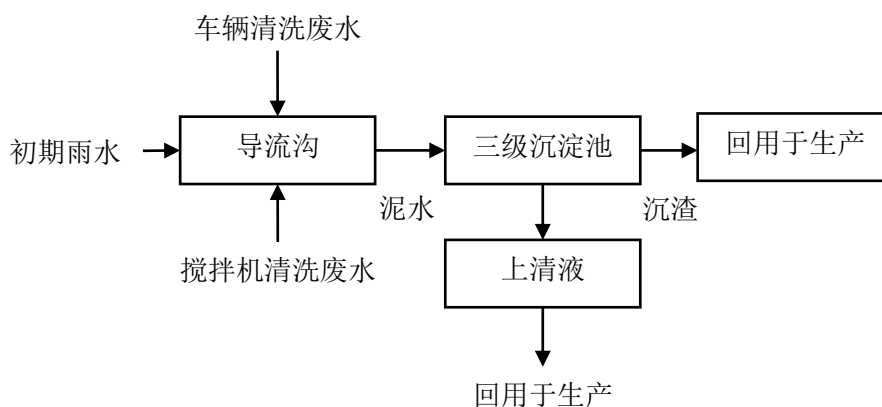 车辆清洗废水
初期雨水
导流沟
三级沉淀池
回用于生产
泥水
沉渣
搅拌机清洗废水
上清液
回用于生产